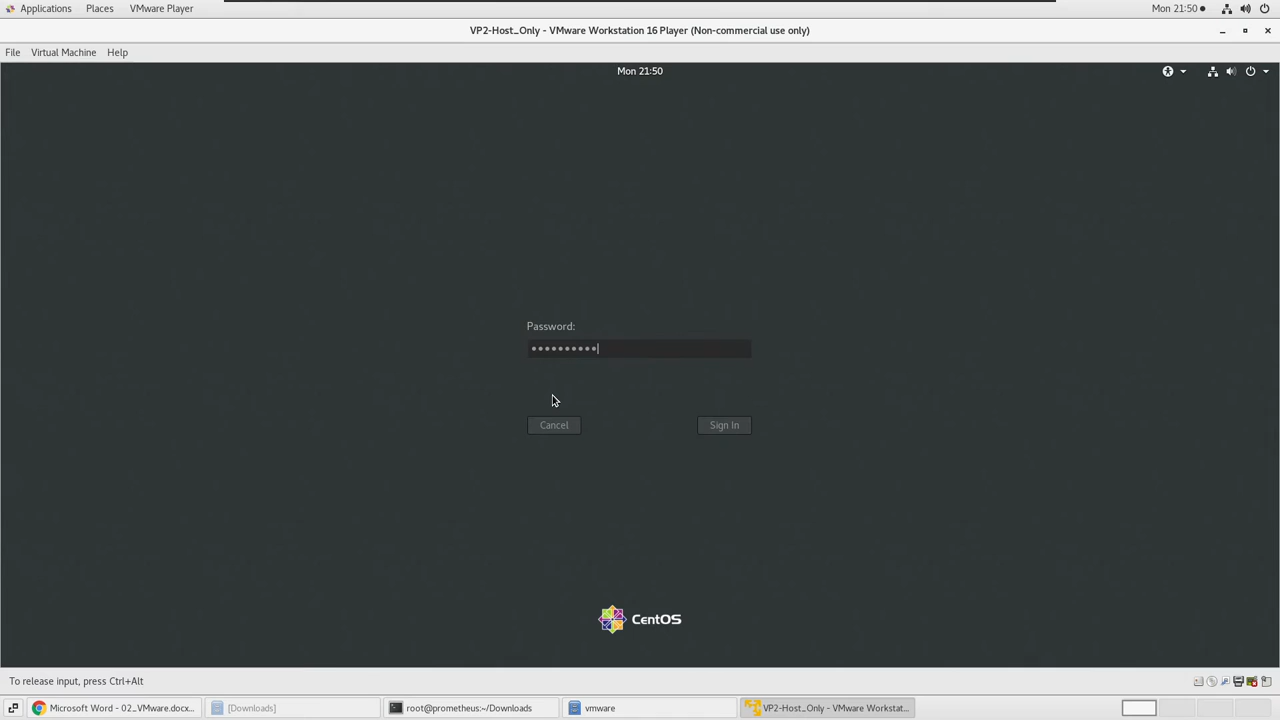 Applications Places VMware Player Mon 21:50
VP2-Host_Only - VMware Workstation 16 Player (Non-commercial use only)
File Virtual Machine Help
Mon 21:50
Password:
Cancel Sign In
CentOS
To release input, press Ctrl+Alt
Microsoft Word - 02_VMware.docx... [Downloads] root@prometheus:~/Downloads vmware VP2-Host_Only - VMware Workstat...